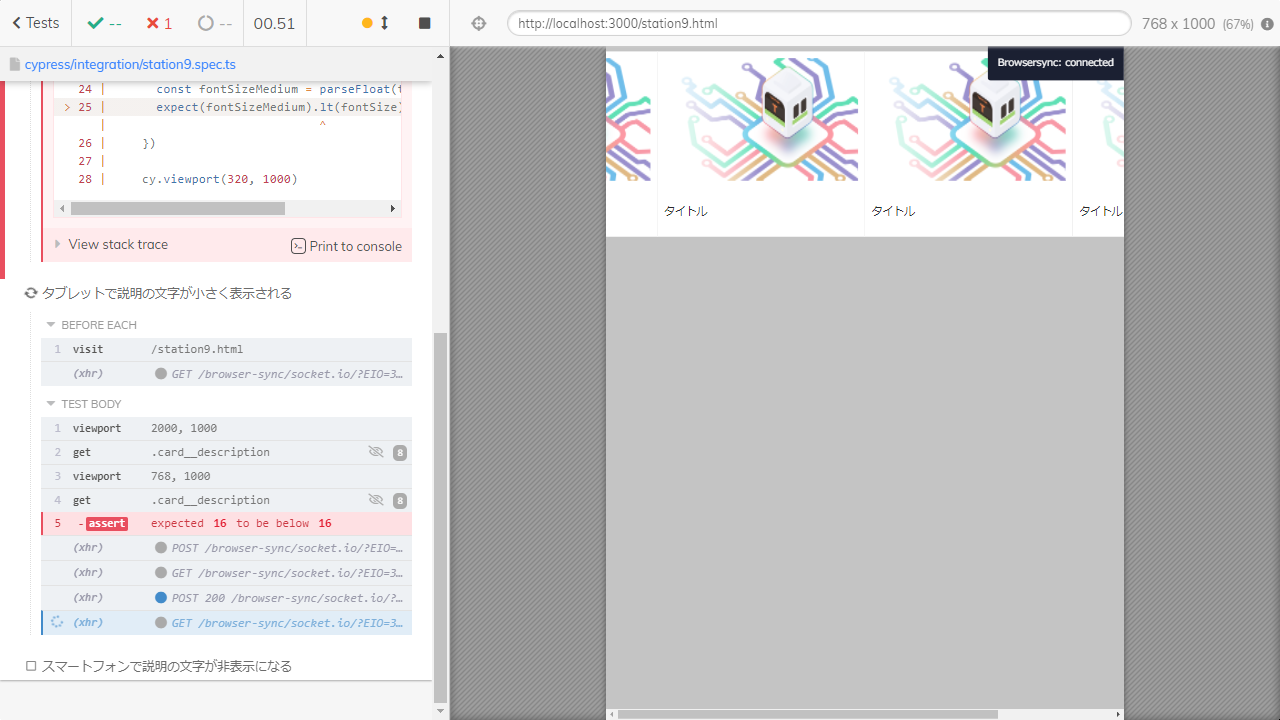 Tests
--
1
--
00.51
http://localhost:3000/station9.html
768 x 1000 (67%)
cypress/integration/station9.spec.ts
24 | const fontSizeMedium = parseFloat(
> 25 | expect(fontSizeMedium).lt(fontSize)
| ^
26 | })
27 |
28 | cy.viewport(320, 1000)
View stack trace
Print to console
タブレットで説明の文字が小さく表示される
BEFORE EACH
1 visit /station9.html
(xhr) GET /browser-sync/socket.io/?EIO=3…
TEST BODY
1 viewport 2000, 1000
2 get .card__description 8
3 viewport 768, 1000
4 get .card__description 8
5 -assert expected 16 to be below 16
(xhr) POST /browser-sync/socket.io/?EIO=…
(xhr) GET /browser-sync/socket.io/?EIO=3…
(xhr) POST 200 /browser-sync/socket.io/?…
(xhr) GET /browser-sync/socket.io/?EIO=3…
スマートフォンで説明の文字が非表示になる
Browsersync: connected
タイトル
タイトル
タイトル